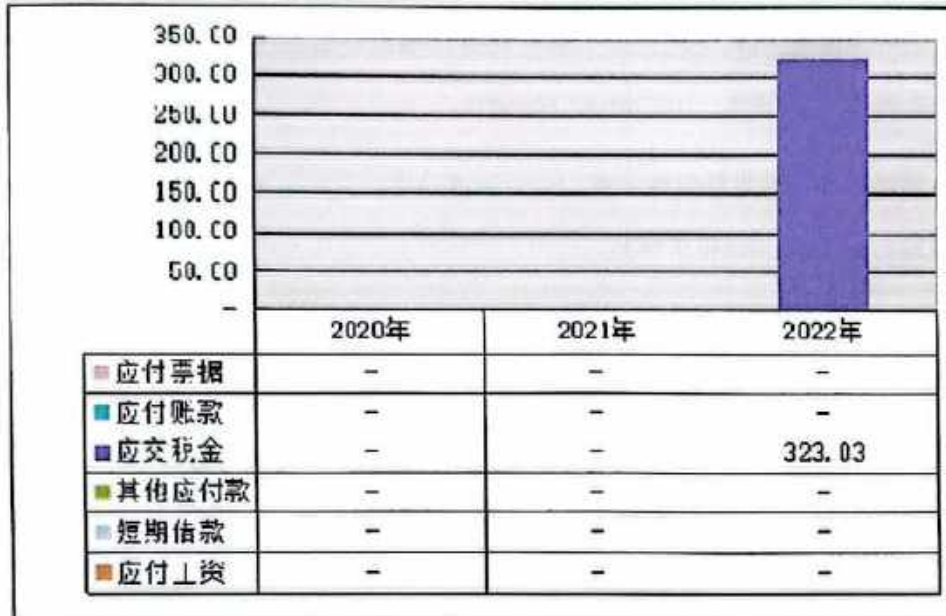 350.00
300.00
250.00
200.00
150.00
100.00
50.00
-
2020年 2021年 2022年
应付票据 - - -
应付账款 - - -
应交税金 - - 323.03
其他应付款 - - -
短期借款 - - -
应付工资 - - -